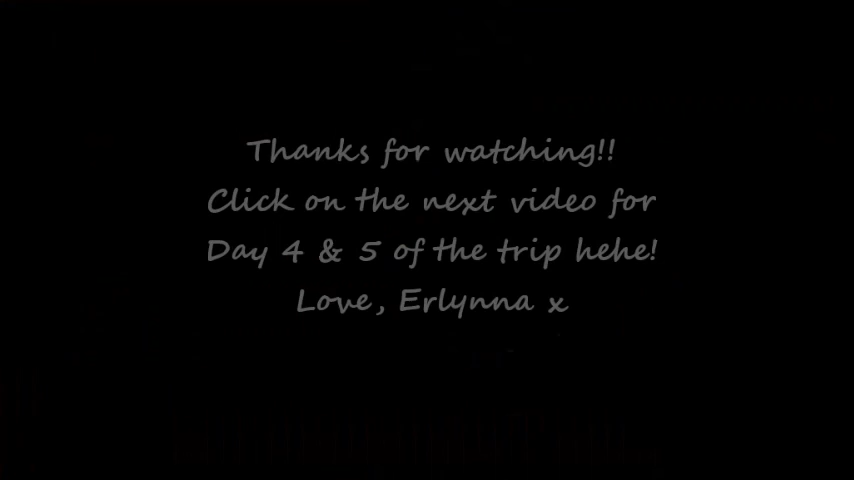 Thanks for watching!!
Click on the next video for
Day 4 & 5 of the trip hehe!
Love, Erlynna x